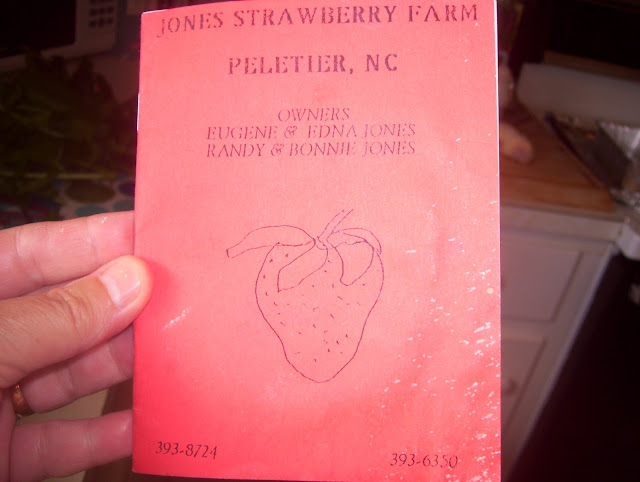 JONES STRAWBERRY FARM
PELETIER, NC
OWNERS
EUGENE & EDNA JONES
RANDY & BONNIE JONES
393-8724
393-6350